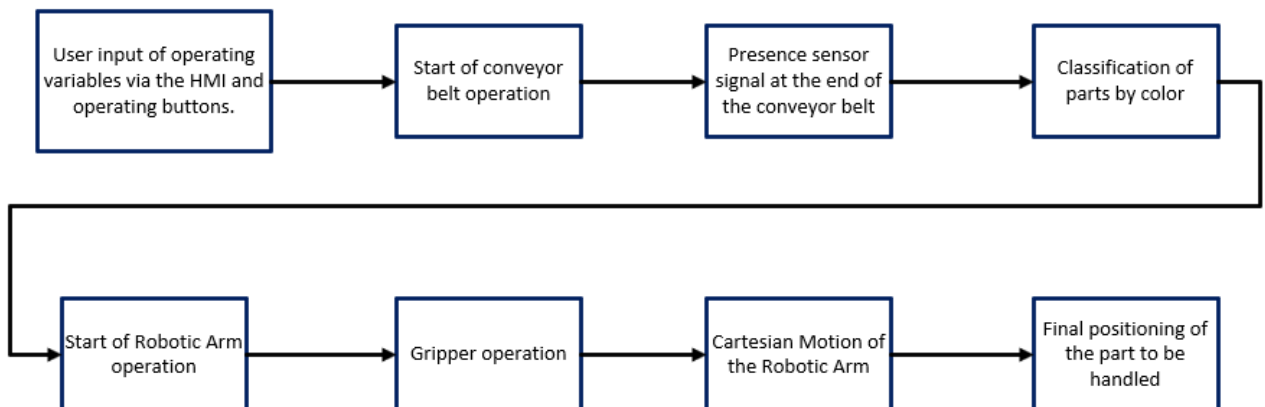 User input of operating
variables via the HMI and
operating buttons.
Start of conveyor
belt operation
Presence sensor
signal at the end of
the conveyor belt
Classification of
parts by color
Start of Robotic Arm
operation
Gripper operation
Cartesian Motion of
the Robotic Arm
Final positioning of
the part to be
handled